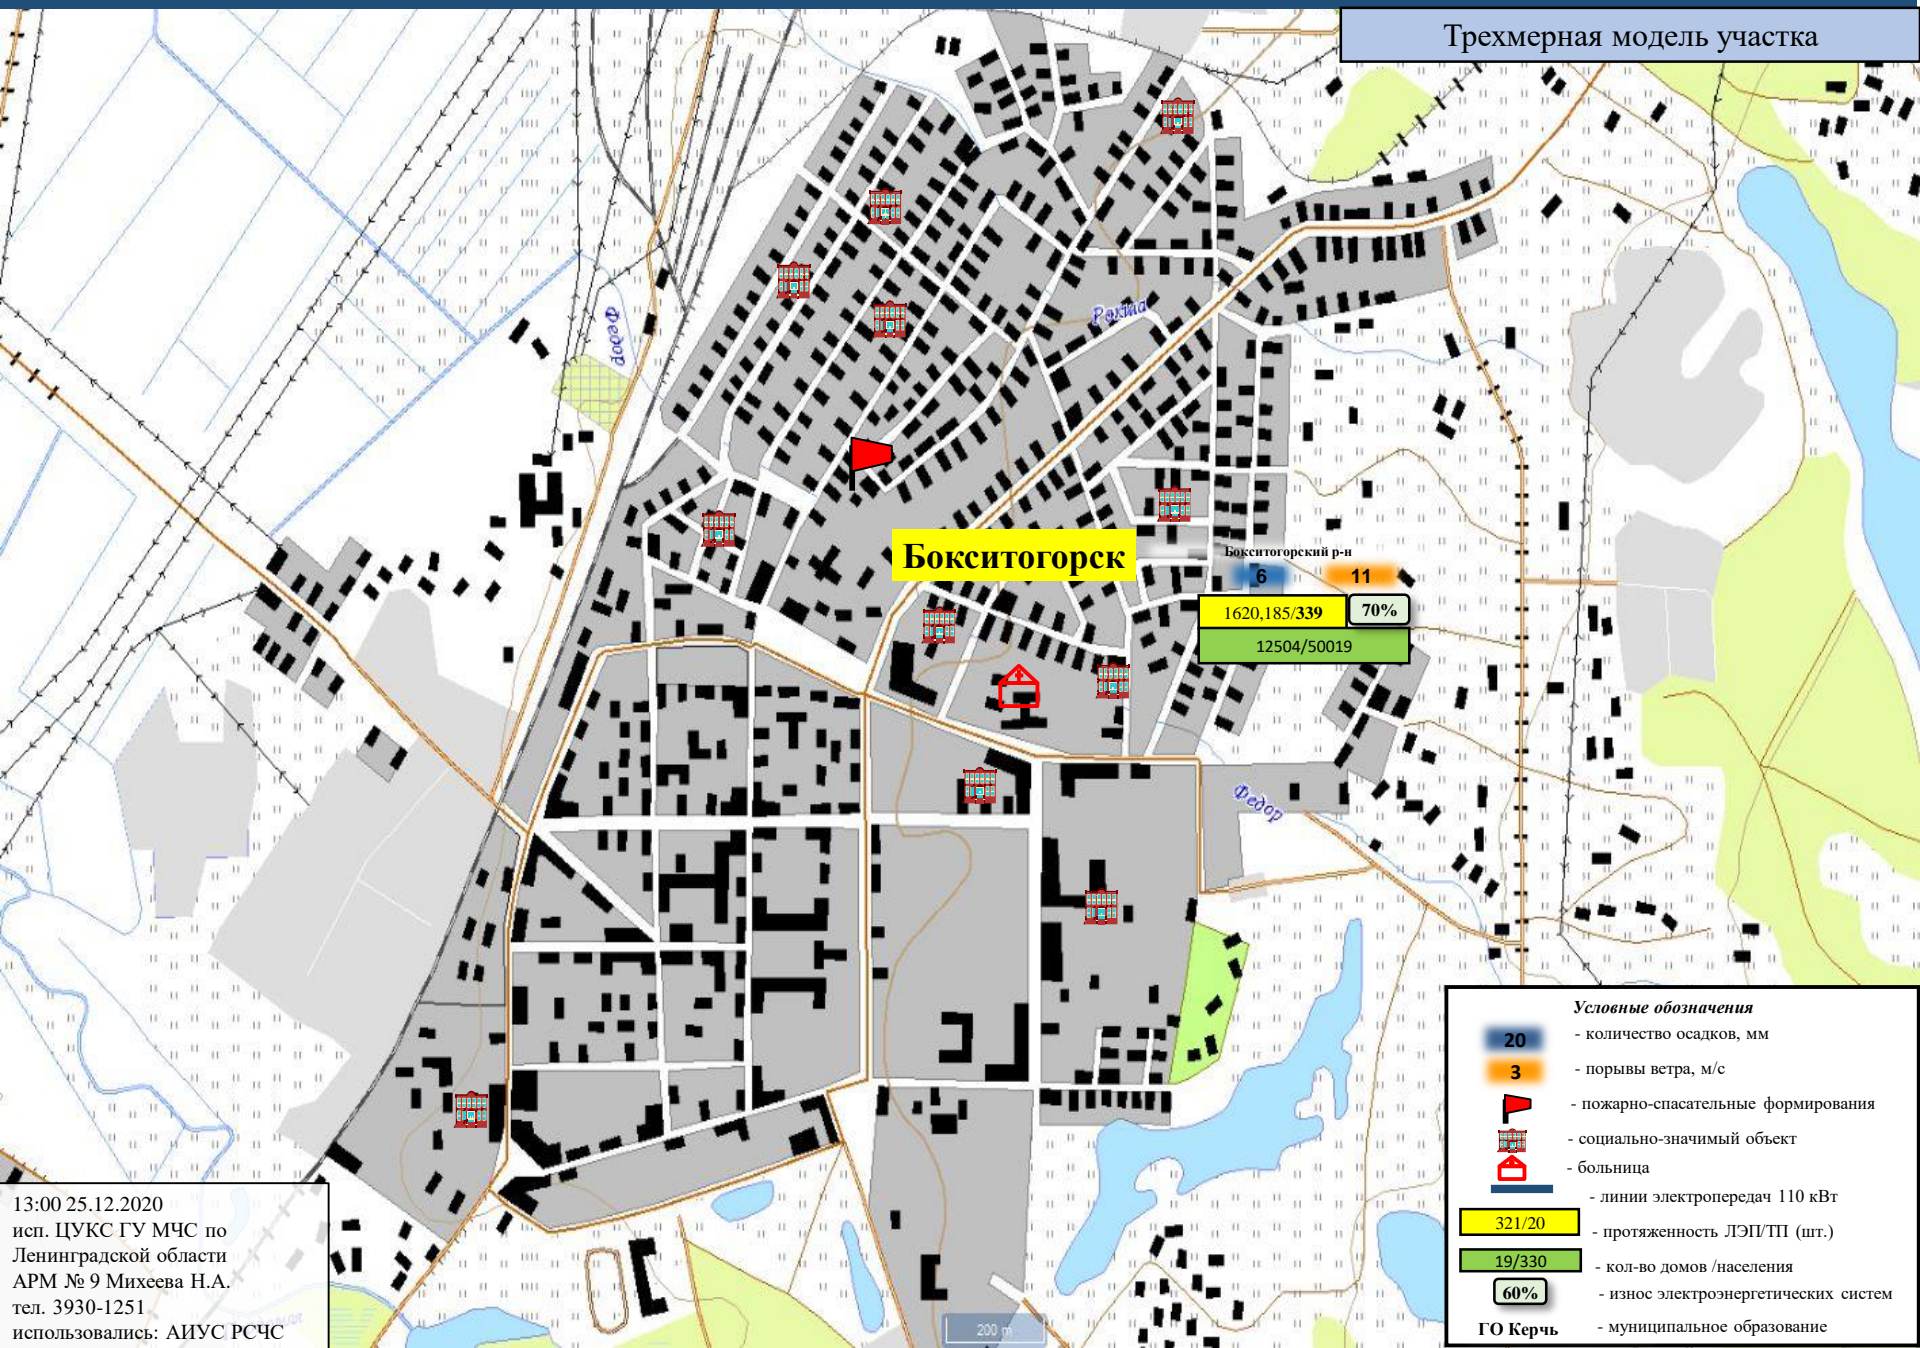 Трехмерная модель участка
Рохта
Федор
Бокситогорск
Бокситогорский р-н
6
11
1620,185/339
70%
12504/50019
Федор
Условные обозначения
20 - количество осадков, мм
3 - порывы ветра, м/с
- пожарно-спасательные формирования
- социально-значимый объект
- больница
- линии электропередач 110 кВт
321/20 - протяженность ЛЭП/ТП (шт.)
19/330 - кол-во домов /населения
60% - износ электроэнергетических систем
ГО Керчь - муниципальное образование
13:00 25.12.2020
исп. ЦУКС ГУ МЧС по
Ленинградской области
АРМ № 9 Михеева Н.А.
тел. 3930-1251
использовались: АИУС РСЧС
200 m